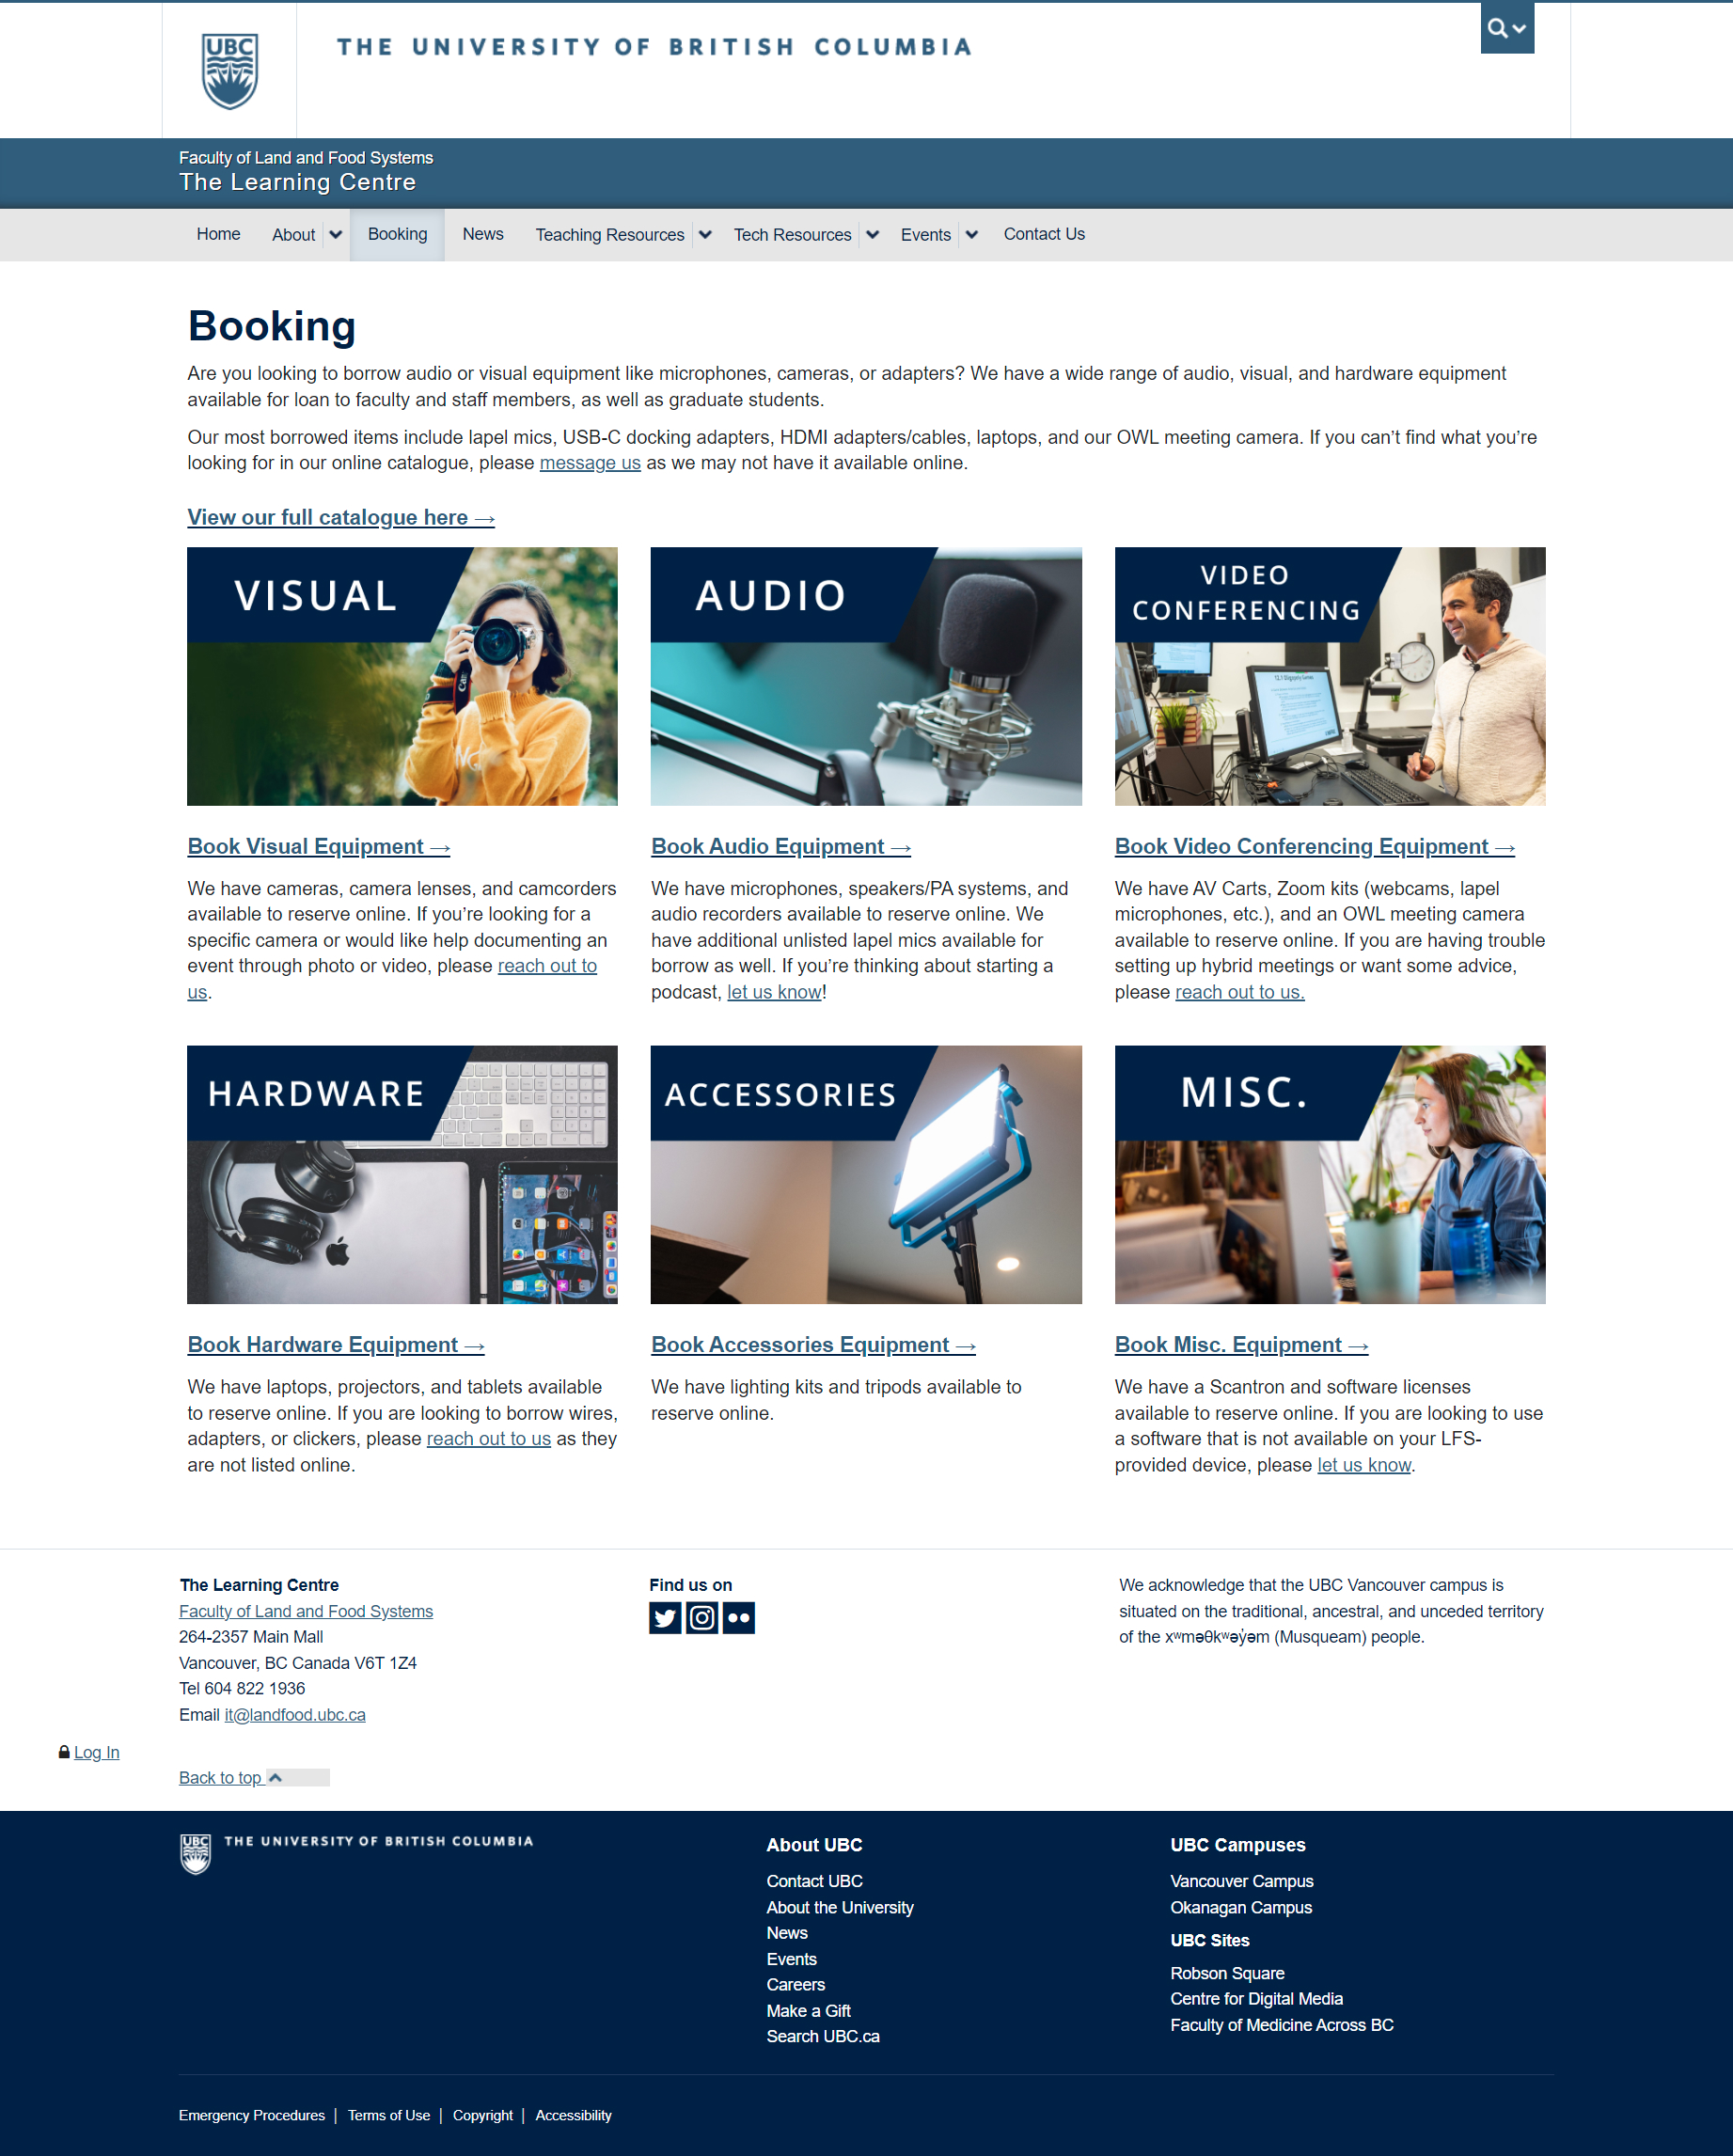 UBC
THE UNIVERSITY OF BRITISH COLUMBIA
Faculty of Land and Food Systems
The Learning Centre
Home About Booking News Teaching Resources Tech Resources Events Contact Us
Booking
Are you looking to borrow audio or visual equipment like microphones, cameras, or adapters? We have a wide range of audio, visual, and hardware equipment
available for loan to faculty and staff members, as well as graduate students.
Our most borrowed items include lapel mics, USB-C docking adapters, HDMI adapters/cables, laptops, and our OWL meeting camera. If you can’t find what you’re
looking for in our online catalogue, please message us as we may not have it available online.
View our full catalogue here →
VISUAL
Canon
AUDIO
VIDEO
CONFERENCING
Book Visual Equipment →
We have cameras, camera lenses, and camcorders
available to reserve online. If you’re looking for a
specific camera or would like help documenting an
event through photo or video, please reach out to
us.
Book Audio Equipment →
We have microphones, speakers/PA systems, and
audio recorders available to reserve online. We
have additional unlisted lapel mics available for
borrow as well. If you’re thinking about starting a
podcast, let us know!
Book Video Conferencing Equipment →
We have AV Carts, Zoom kits (webcams, lapel
microphones, etc.), and an OWL meeting camera
available to reserve online. If you are having trouble
setting up hybrid meetings or want some advice,
please reach out to us.
HARDWARE
ACCESSORIES
MISC.
Book Hardware Equipment →
We have laptops, projectors, and tablets available
to reserve online. If you are looking to borrow wires,
adapters, or clickers, please reach out to us as they
are not listed online.
Book Accessories Equipment →
We have lighting kits and tripods available to
reserve online.
Book Misc. Equipment →
We have a Scantron and software licenses
available to reserve online. If you are looking to use
a software that is not available on your LFS-
provided device, please let us know.
The Learning Centre
Faculty of Land and Food Systems
264-2357 Main Mall
Vancouver, BC Canada V6T 1Z4
Tel 604 822 1936
Email it@landfood.ubc.ca
Find us on
We acknowledge that the UBC Vancouver campus is
situated on the traditional, ancestral, and unceded territory
of the xʷməθkʷəy̓əm (Musqueam) people.
Log In
Back to top
UBC
THE UNIVERSITY OF BRITISH COLUMBIA
About UBC
Contact UBC
About the University
News
Events
Careers
Make a Gift
Search UBC.ca
UBC Campuses
Vancouver Campus
Okanagan Campus
UBC Sites
Robson Square
Centre for Digital Media
Faculty of Medicine Across BC
Emergency Procedures | Terms of Use | Copyright | Accessibility